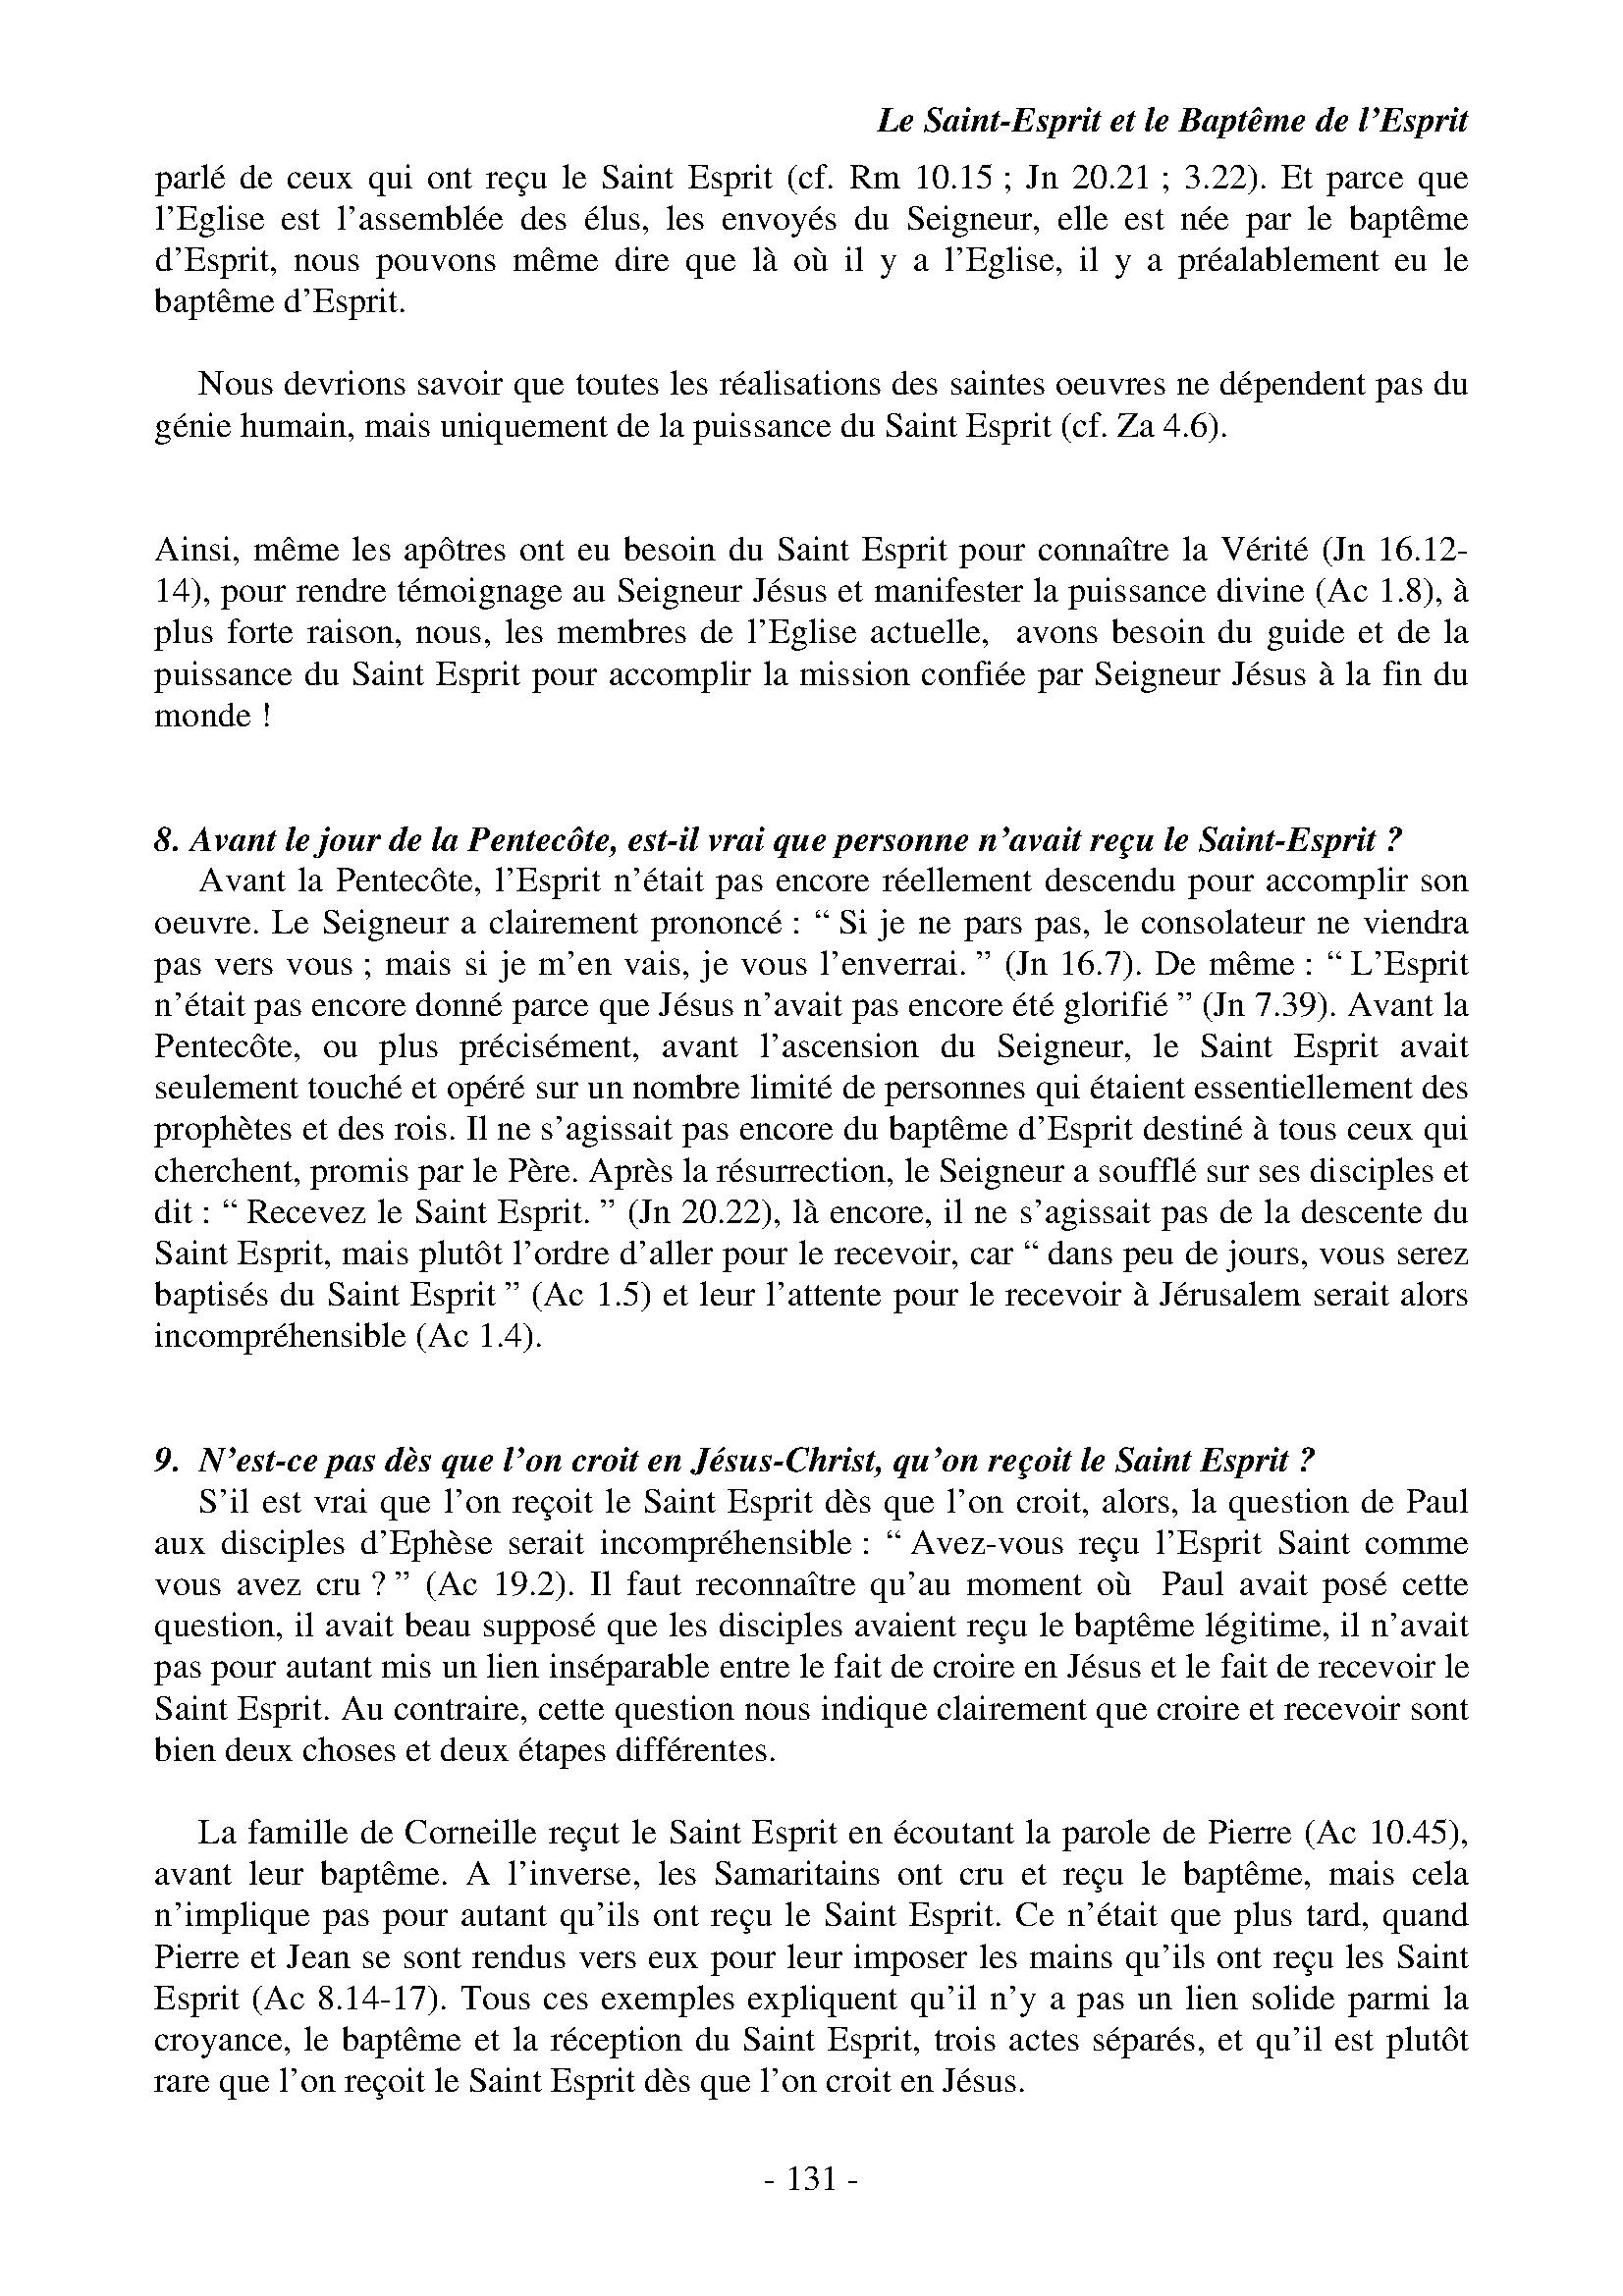 Le Saint-Esprit et le Baptême de l’Esprit
parlé de ceux qui ont reçu le Saint Esprit (cf. Rm 10.15 ; Jn 20.21 ; 3.22). Et parce que
l’Eglise est l’assemblée des élus, les envoyés du Seigneur, elle est née par le baptême
d’Esprit, nous pouvons même dire que là où il y a l’Eglise, il y a préalablement eu le
baptême d’Esprit.
Nous devrions savoir que toutes les réalisations des saintes oeuvres ne dépendent pas du
génie humain, mais uniquement de la puissance du Saint Esprit (cf. Za 4.6).
Ainsi, même les apôtres ont eu besoin du Saint Esprit pour connaître la Vérité (Jn 16.12-
14), pour rendre témoignage au Seigneur Jésus et manifester la puissance divine (Ac 1.8), à
plus forte raison, nous, les membres de l’Eglise actuelle,  avons besoin du guide et de la
puissance du Saint Esprit pour accomplir la mission confiée par Seigneur Jésus à la fin du
monde !
8. Avant le jour de la Pentecôte, est-il vrai que personne n’avait reçu le Saint-Esprit ?
Avant la Pentecôte, l’Esprit n’était pas encore réellement descendu pour accomplir son
oeuvre. Le Seigneur a clairement prononcé : “ Si je ne pars pas, le consolateur ne viendra
pas vers vous ; mais si je m’en vais, je vous l’enverrai. ” (Jn 16.7). De même : “ L’Esprit
n’était pas encore donné parce que Jésus n’avait pas encore été glorifié ” (Jn 7.39). Avant la
Pentecôte, ou plus précisément, avant l’ascension du Seigneur, le Saint Esprit avait
seulement touché et opéré sur un nombre limité de personnes qui étaient essentiellement des
prophètes et des rois. Il ne s’agissait pas encore du baptême d’Esprit destiné à tous ceux qui
cherchent, promis par le Père. Après la résurrection, le Seigneur a soufflé sur ses disciples et
dit : “ Recevez le Saint Esprit. ” (Jn 20.22), là encore, il ne s’agissait pas de la descente du
Saint Esprit, mais plutôt l’ordre d’aller pour le recevoir, car “ dans peu de jours, vous serez
baptisés du Saint Esprit ” (Ac 1.5) et leur l’attente pour le recevoir à Jérusalem serait alors
incompréhensible (Ac 1.4).
9.  N’est-ce pas dès que l’on croit en Jésus-Christ, qu’on reçoit le Saint Esprit ?
S’il est vrai que l’on reçoit le Saint Esprit dès que l’on croit, alors, la question de Paul
aux disciples d’Ephèse serait incompréhensible : “ Avez-vous reçu l’Esprit Saint comme
vous avez cru ? ” (Ac 19.2). Il faut reconnaître qu’au moment où  Paul avait posé cette
question, il avait beau supposé que les disciples avaient reçu le baptême légitime, il n’avait
pas pour autant mis un lien inséparable entre le fait de croire en Jésus et le fait de recevoir le
Saint Esprit. Au contraire, cette question nous indique clairement que croire et recevoir sont
bien deux choses et deux étapes différentes.
La famille de Corneille reçut le Saint Esprit en écoutant la parole de Pierre (Ac 10.45),
avant leur baptême. A l’inverse, les Samaritains ont cru et reçu le baptême, mais cela
n’implique pas pour autant qu’ils ont reçu le Saint Esprit. Ce n’était que plus tard, quand
Pierre et Jean se sont rendus vers eux pour leur imposer les mains qu’ils ont reçu les Saint
Esprit (Ac 8.14-17). Tous ces exemples expliquent qu’il n’y a pas un lien solide parmi la
croyance, le baptême et la réception du Saint Esprit, trois actes séparés, et qu’il est plutôt
rare que l’on reçoit le Saint Esprit dès que l’on croit en Jésus.
- 131 -